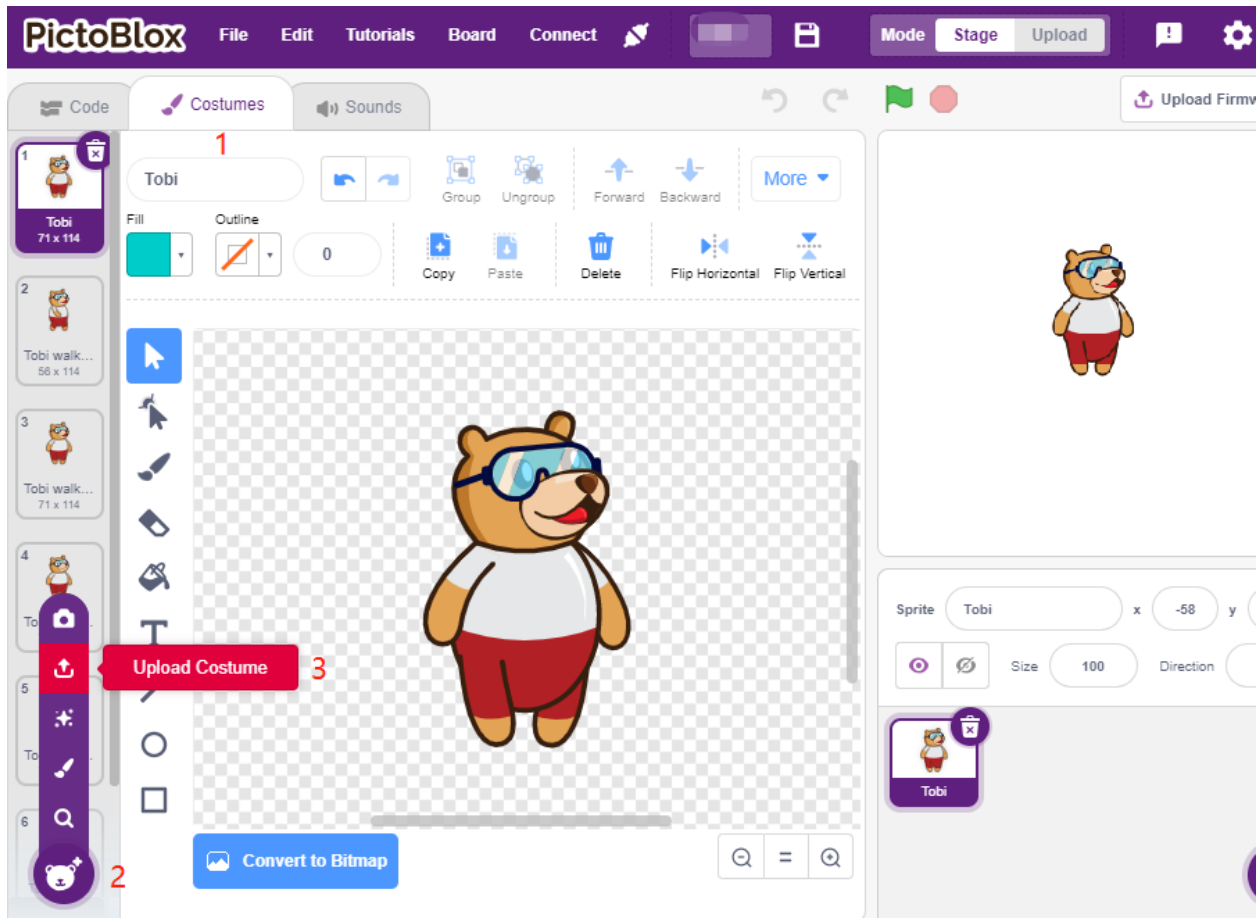 PictoBlox File Edit Tutorials Board Connect Mode Stage Upload
Code Costumes Sounds
Upload Firmw
1
1
Tobi
71 x 114
Tobi
Group Ungroup Forward Backward More
Fill Outline
0
Copy Paste Delete Flip Horizontal Flip Vertical
2
Tobi walk...
56 x 114
3
Tobi walk...
71 x 114
4
To
Upload Costume 3
5
To
6
2
Convert to Bitmap
Sprite Tobi x -58 y
Size 100 Direction
Tobi